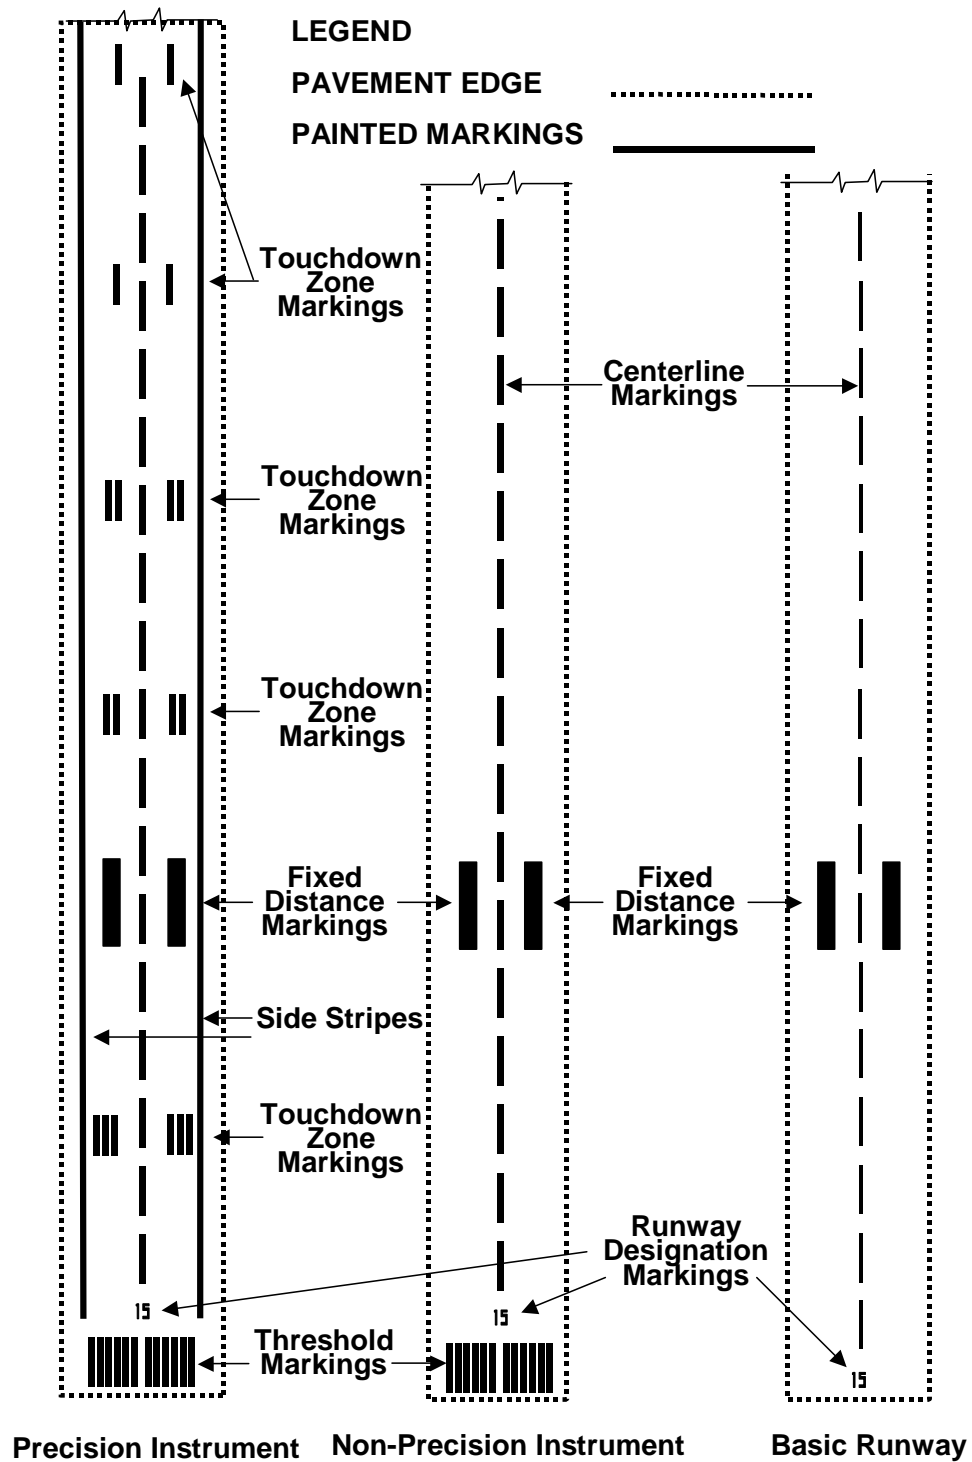 LEGEND
PAVEMENT EDGE
PAINTED MARKINGS
Touchdown
Zone
Markings
Centerline
Markings
Touchdown
Zone
Markings
Touchdown
Zone
Markings
Fixed
Distance
Markings
Fixed
Distance
Markings
Side Stripes
Touchdown
Zone
Markings
Runway
Designation
Markings
15
15
Threshold
Markings
15
Precision Instrument
Non-Precision Instrument
Basic Runway